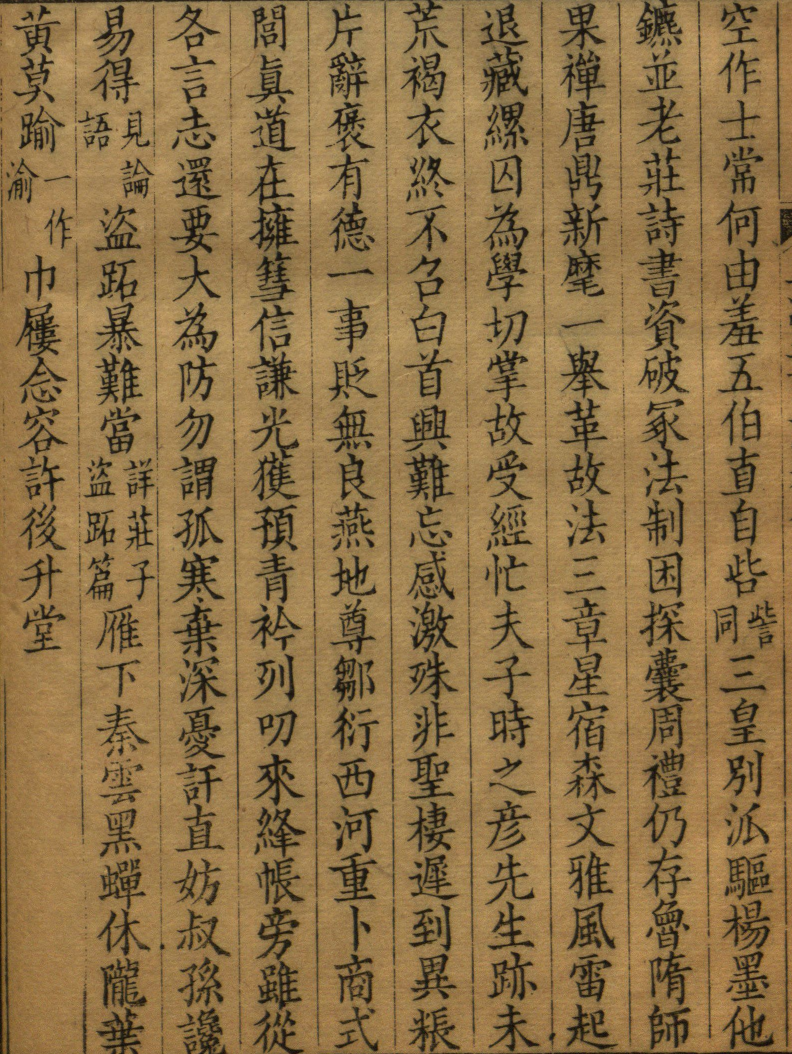 空作士常何由羞五伯直自呰呰訾同三皇別派驅楊墨他
鑣並老莊詩書資破冢法制困探囊周禮仍存魯隋師
果禪唐鼎新麾一舉革故法三章星宿森文雅風雷起
退藏縲囚為學切掌故受經忙夫子時之彥先生跡未
荒褐衣終不召白首興難忘感激殊非聖棲遲到異粻
片辭褒有德一事貶無良燕地尊鄒衍西河重卜商式
閭真道在擁篲信謙光獲預青衿列叨來絳帳旁雖從
各言志還要大為防勿謂孤寒棄深憂訐直妨叔孫讒
易得見論語盜跖暴難當詳莊子盜跖篇雁下秦雲黑蟬休隴葉
黃莫踰一作渝巾屨念容許後升堂